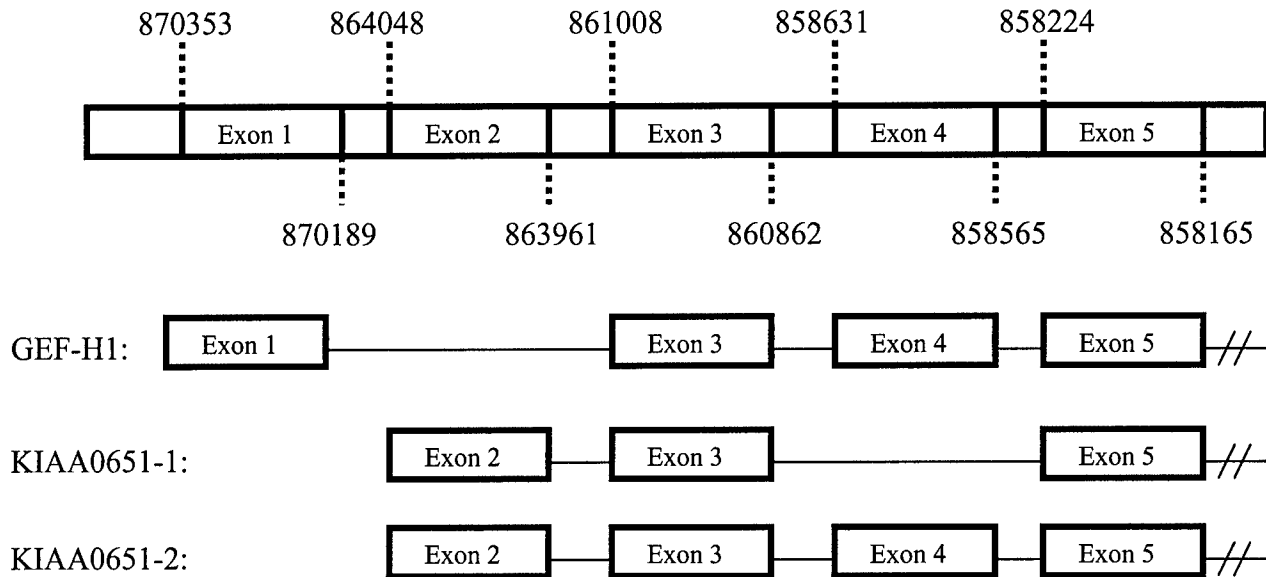 870353 864048 861008 858631 858224
Exon 1 Exon 2 Exon 3 Exon 4 Exon 5
870189 863961 860862 858565 858165
GEF-H1: Exon 1 Exon 3 Exon 4 Exon 5 //
KIAA0651-1: Exon 2 Exon 3 Exon 5 //
KIAA0651-2: Exon 2 Exon 3 Exon 4 Exon 5 //